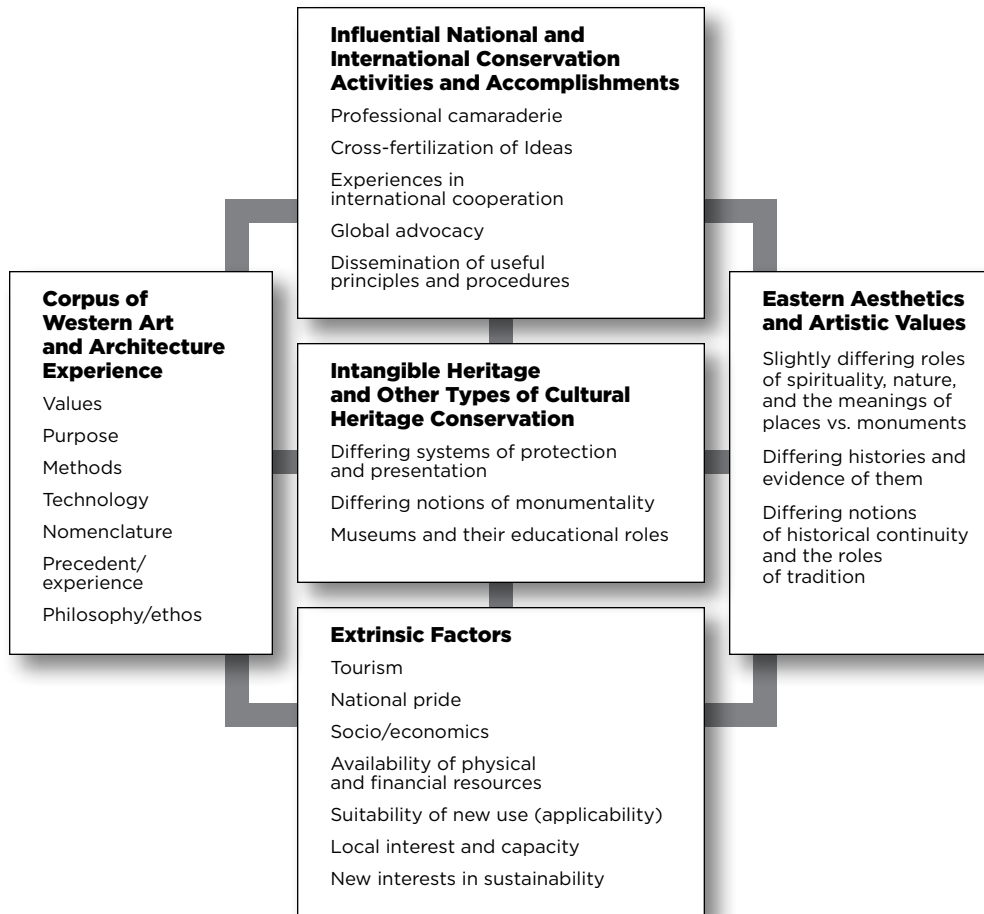 Influential National and
International Conservation
Activities and Accomplishments
Professional camaraderie
Cross-fertilization of Ideas
Experiences in
international cooperation
Global advocacy
Dissemination of useful
principles and procedures
Corpus of
Western Art
and Architecture
Experience
Values
Purpose
Methods
Technology
Nomenclature
Precedent/
experience
Philosophy/ethos
Intangible Heritage
and Other Types of Cultural
Heritage Conservation
Differing systems of protection
and presentation
Differing notions of monumentality
Museums and their educational roles
Eastern Aesthetics
and Artistic Values
Slightly differing roles
of spirituality, nature,
and the meanings of
places vs. monuments
Differing histories and
evidence of them
Differing notions
of historical continuity
and the roles
of tradition
Extrinsic Factors
Tourism
National pride
Socio/economics
Availability of physical
and financial resources
Suitability of new use (applicability)
Local interest and capacity
New interests in sustainability